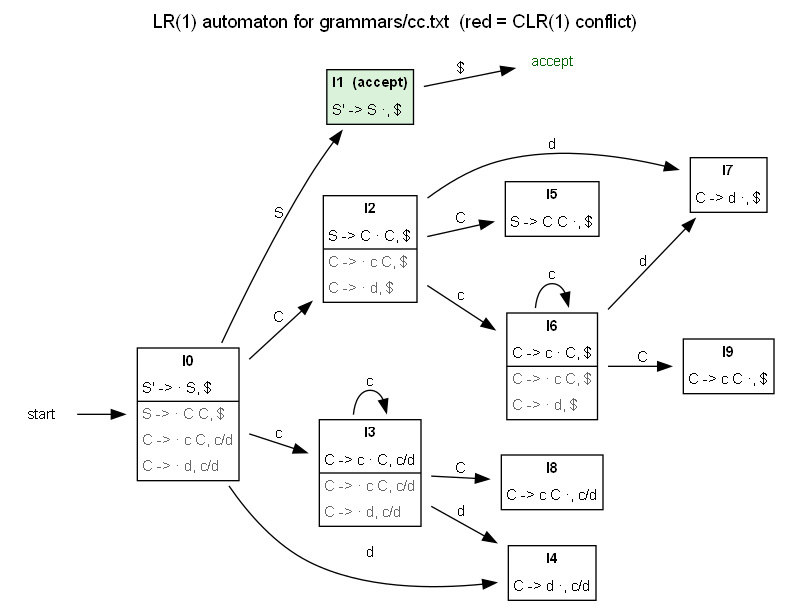 LR(1) automaton for grammars/cc.txt  (red = CLR(1) conflict)
$
accept
I1  (accept)
S' -> S ·, $
S
d
I7
C -> d ·, $
I2
S -> C · C, $
C -> · c C, $
C -> · d, $
C
I5
S -> C C ·, $
d
c
c
C
I6
C -> c · C, $
C -> · c C, $
C -> · d, $
C
I9
C -> c C ·, $
start
I0
S' -> · S, $
S -> · C C, $
C -> · c C, c/d
C -> · d, c/d
c
c
I3
C -> c · C, c/d
C -> · c C, c/d
C -> · d, c/d
C
I8
C -> c C ·, c/d
d
d
I4
C -> d ·, c/d